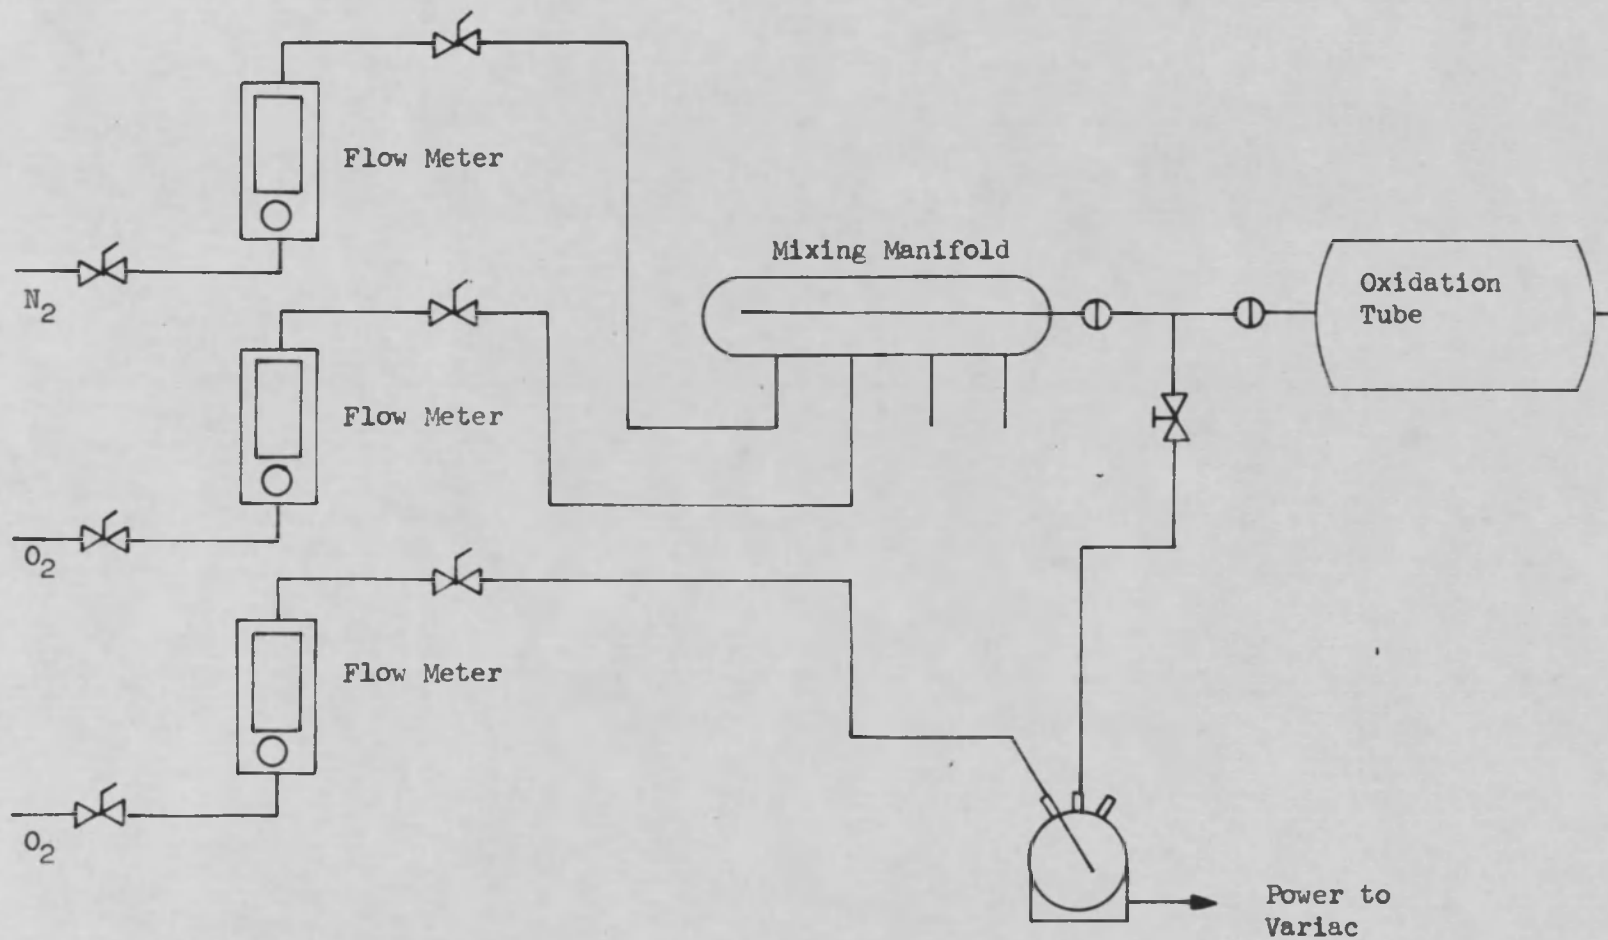 Flow Meter
Mixing Manifold
N2
Oxidation
Tube
Flow Meter
O2
Flow Meter
O2
Power to
Variac